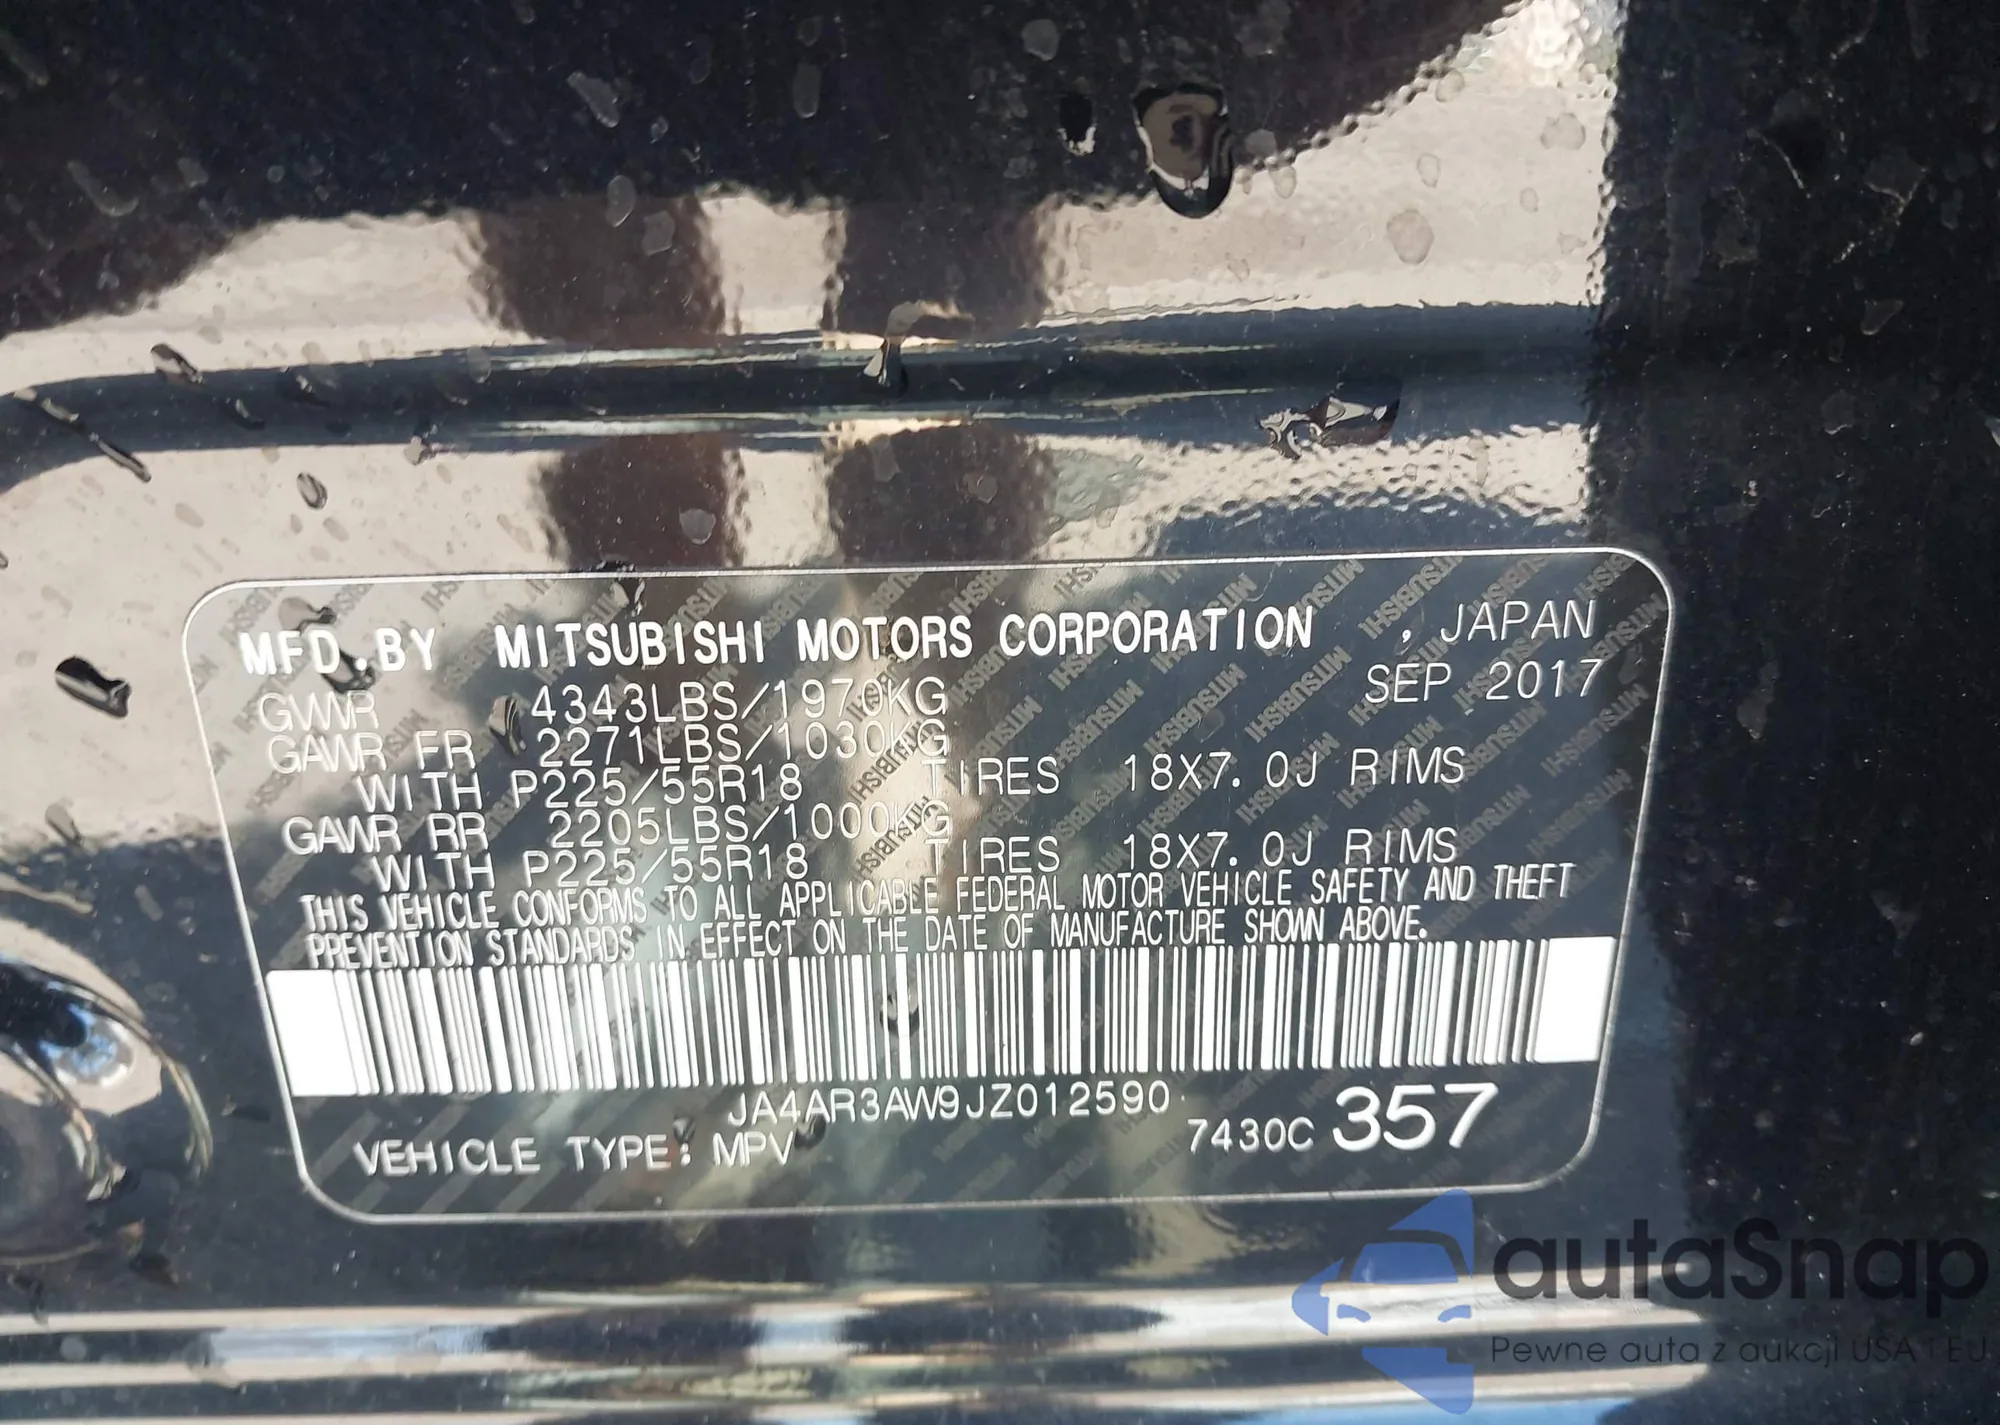 MFD.BY MITSUBISHI MOTORS CORPORATION , JAPAN
SEP 2017
GVWR 4343LBS/1970KG
GAWR FR 2271LBS/1030KG
WITH P225/55R18 TIRES 18X7.0J RIMS
GAWR RR 2205LBS/1000KG
WITH P225/55R18 TIRES 18X7.0J RIMS
THIS VEHICLE CONFORMS TO ALL APPLICABLE FEDERAL MOTOR VEHICLE SAFETY AND THEFT
PREVENTION STANDARDS IN EFFECT ON THE DATE OF MANUFACTURE SHOWN ABOVE.
JA4AR3AW9JZ012590
VEHICLE TYPE: MPV 7430C 357
autaSnap
Pewne auta z aukcji USA i EU